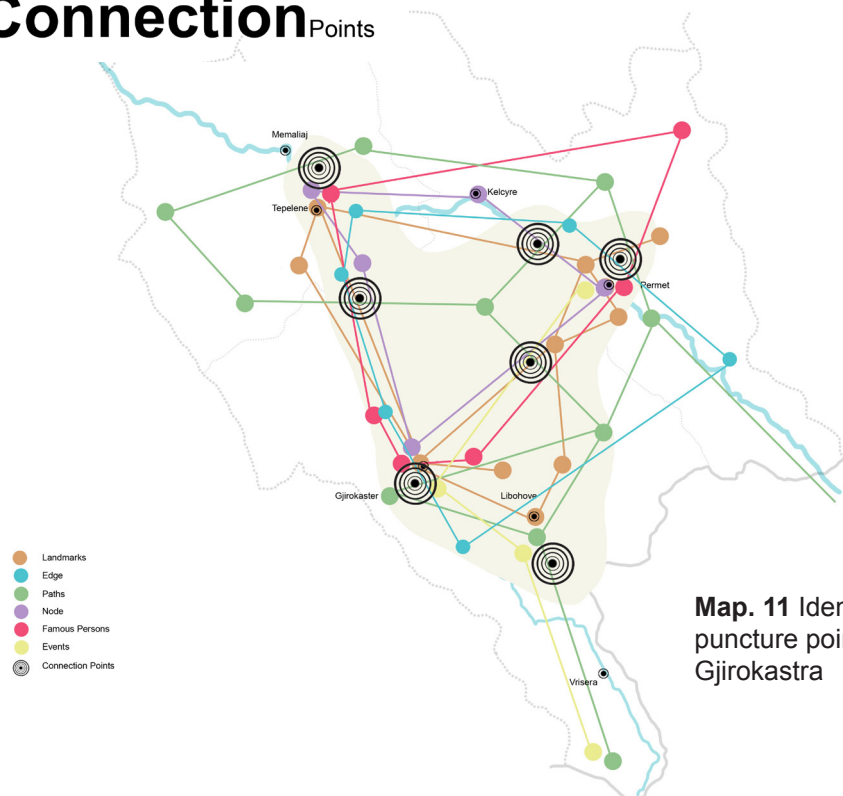 Connection Points
Memaliaj
Kelcyre
Tepelene
Permet
Gjirokaster
Libohove
Landmarks
Edge
Paths
Node
Famous Persons
Events
Connection Points
Map. 11 Iden
puncture poin
Gjirokastra
Vrisera